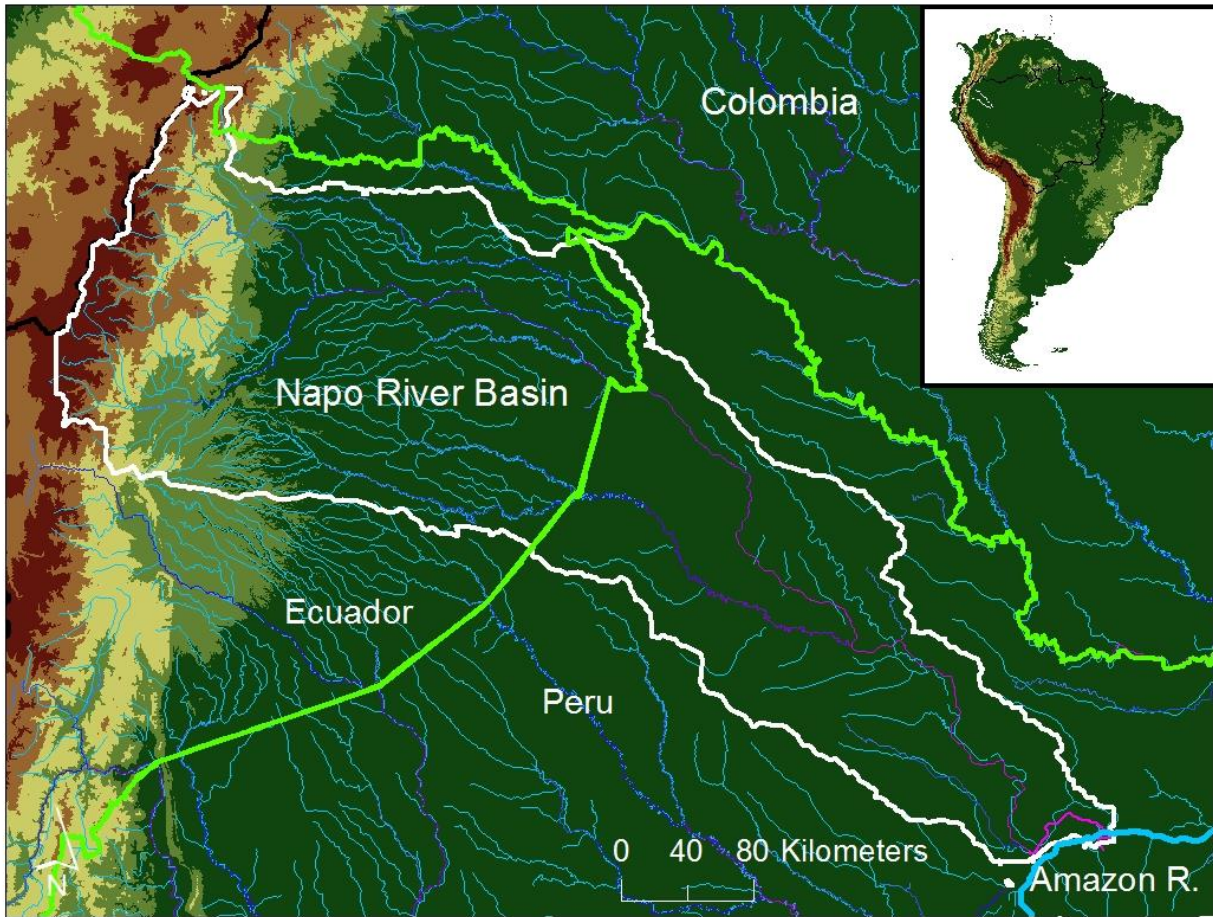 Colombia
Napo River Basin
Ecuador
Peru
0 40 80 Kilometers
Amazon R.
N